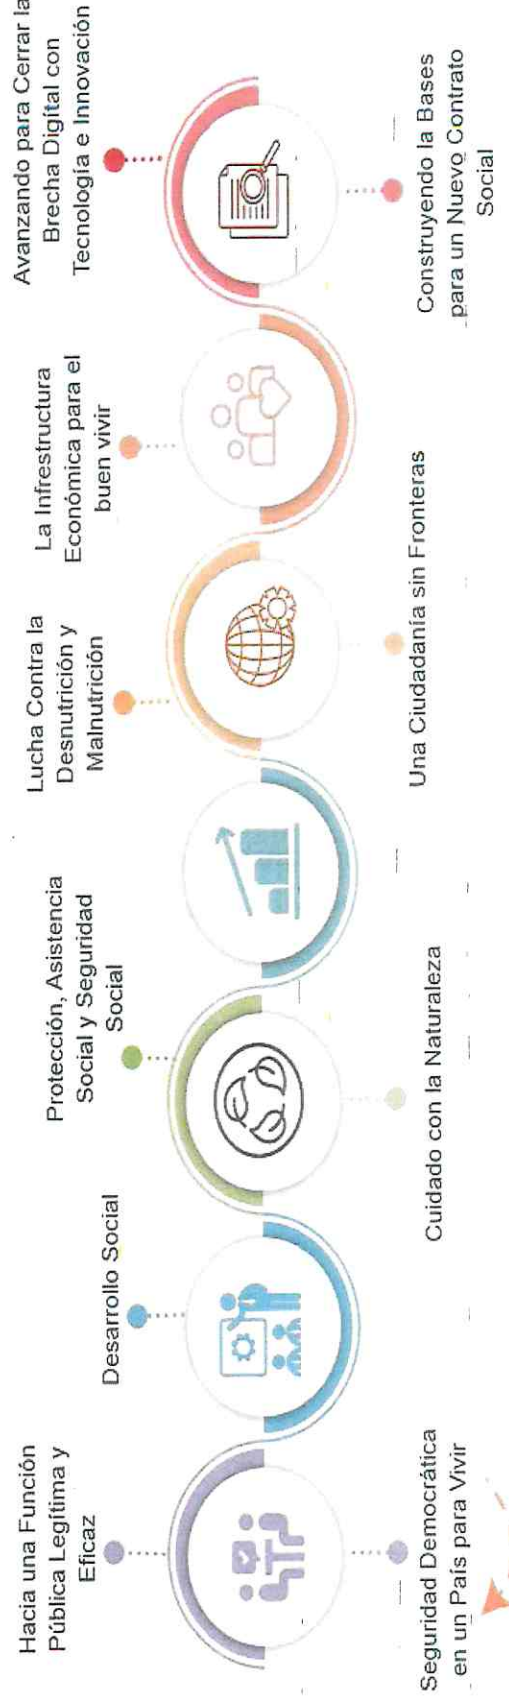 Hacia una Función
Pública Legítima y
Eficaz
Desarrollo Social
Protección, Asistencia
Social y Seguridad
Social
Lucha Contra la
Desnutrición y
Malnutrición
La Infrestructura
Económica para el
buen vivir
Avanzando para Cerrar la
Brecha Digital con
Tecnología e Innovación
Seguridad Democrática
en un País para Vivir
Cuidado con la Naturaleza
Una Ciudadanía sin Fronteras
Construyendo la Bases
para un Nuevo Contrato
Social